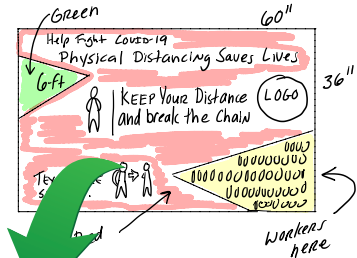 Green
60"
Help Fight Covid-19
Physical Distancing Saves Lives
6-ft
36"
KEEP YOUR DISTANCE
and break the Chain
LOGO
Workers
here